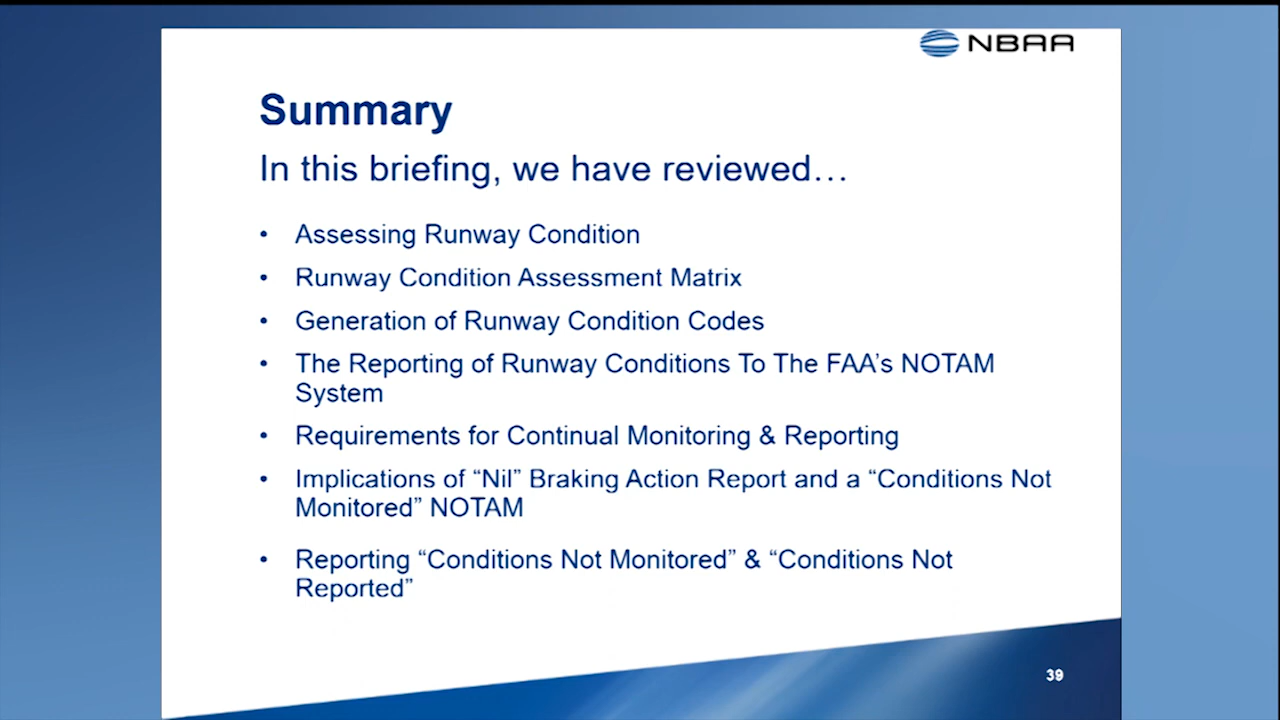 NBAA
Summary
In this briefing, we have reviewed…
• Assessing Runway Condition
• Runway Condition Assessment Matrix
• Generation of Runway Condition Codes
• The Reporting of Runway Conditions To The FAA’s NOTAM
System
• Requirements for Continual Monitoring & Reporting
• Implications of “Nil” Braking Action Report and a “Conditions Not
Monitored” NOTAM
• Reporting “Conditions Not Monitored” & “Conditions Not
Reported”
39